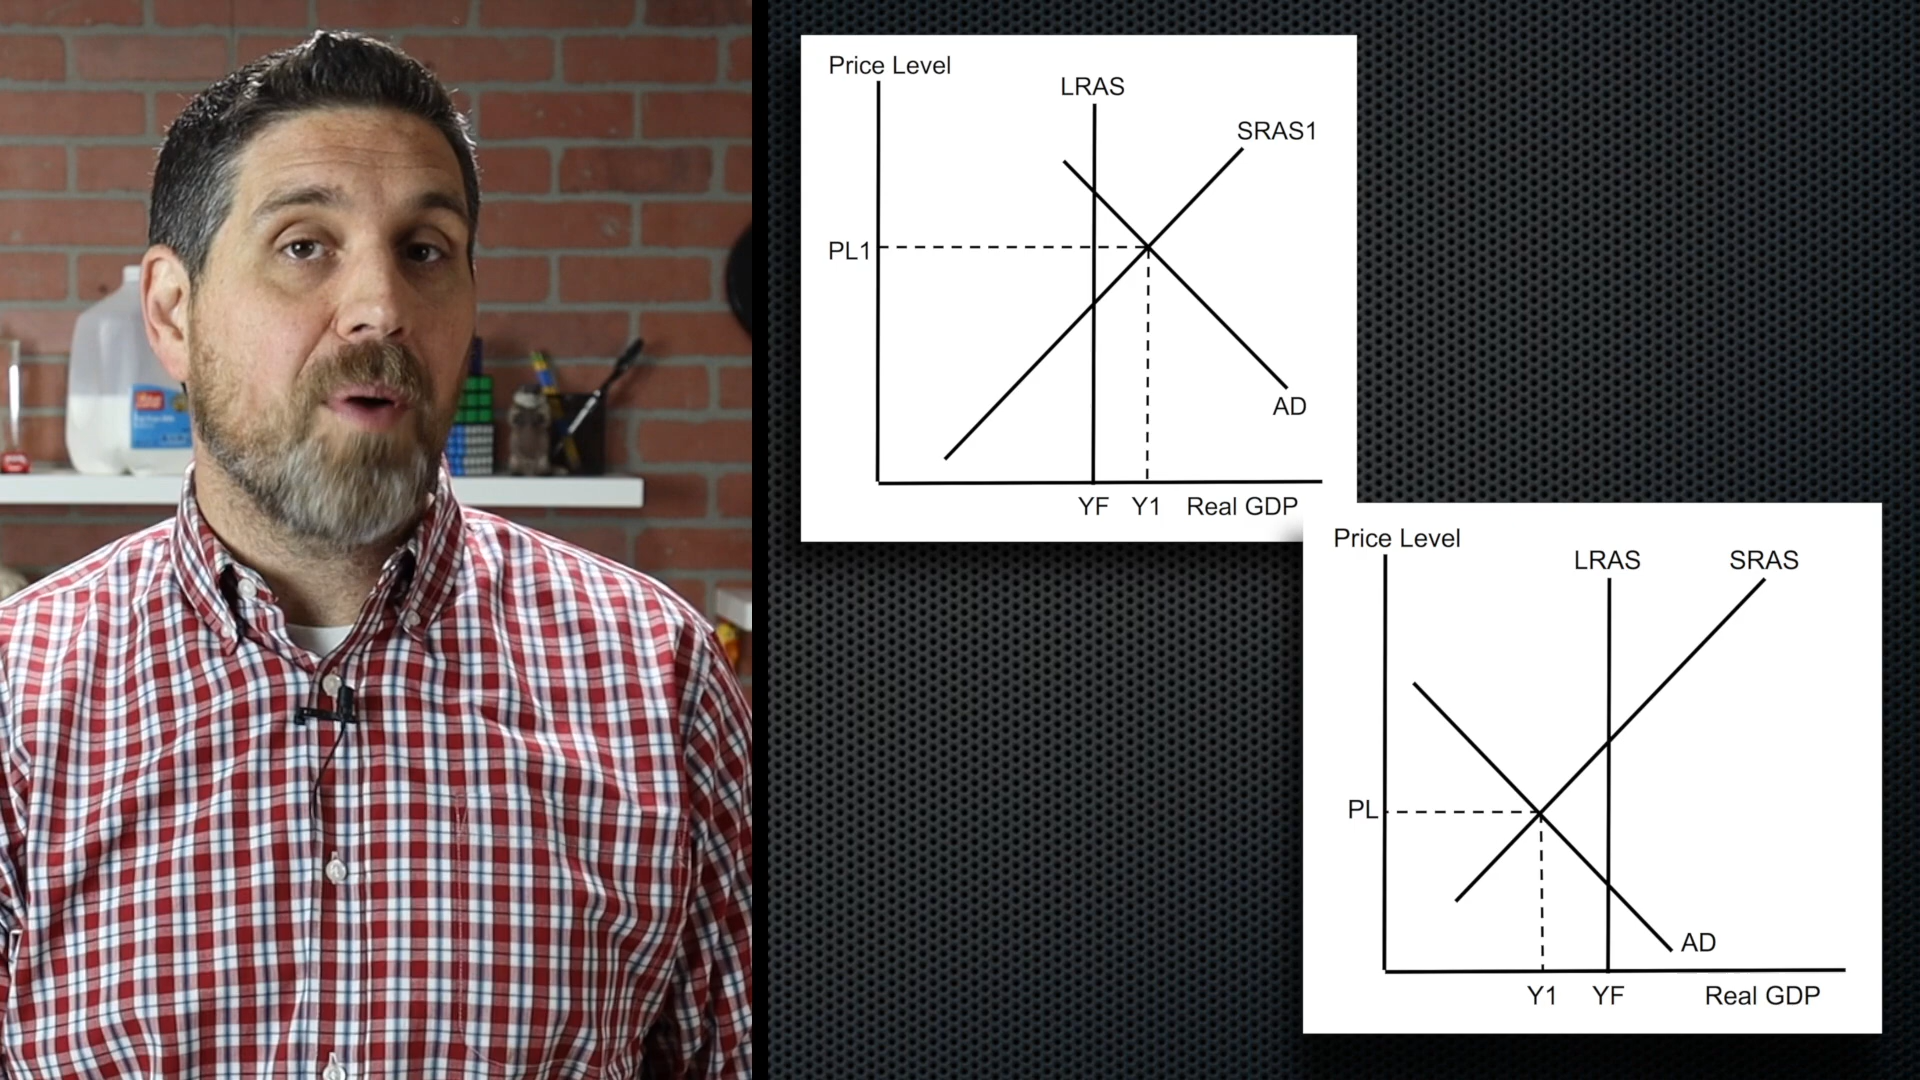 Price Level
LRAS
SRAS1
PL1
AD
YF Y1 Real GDP
Price Level
LRAS SRAS
PL
AD
Y1 YF Real GDP